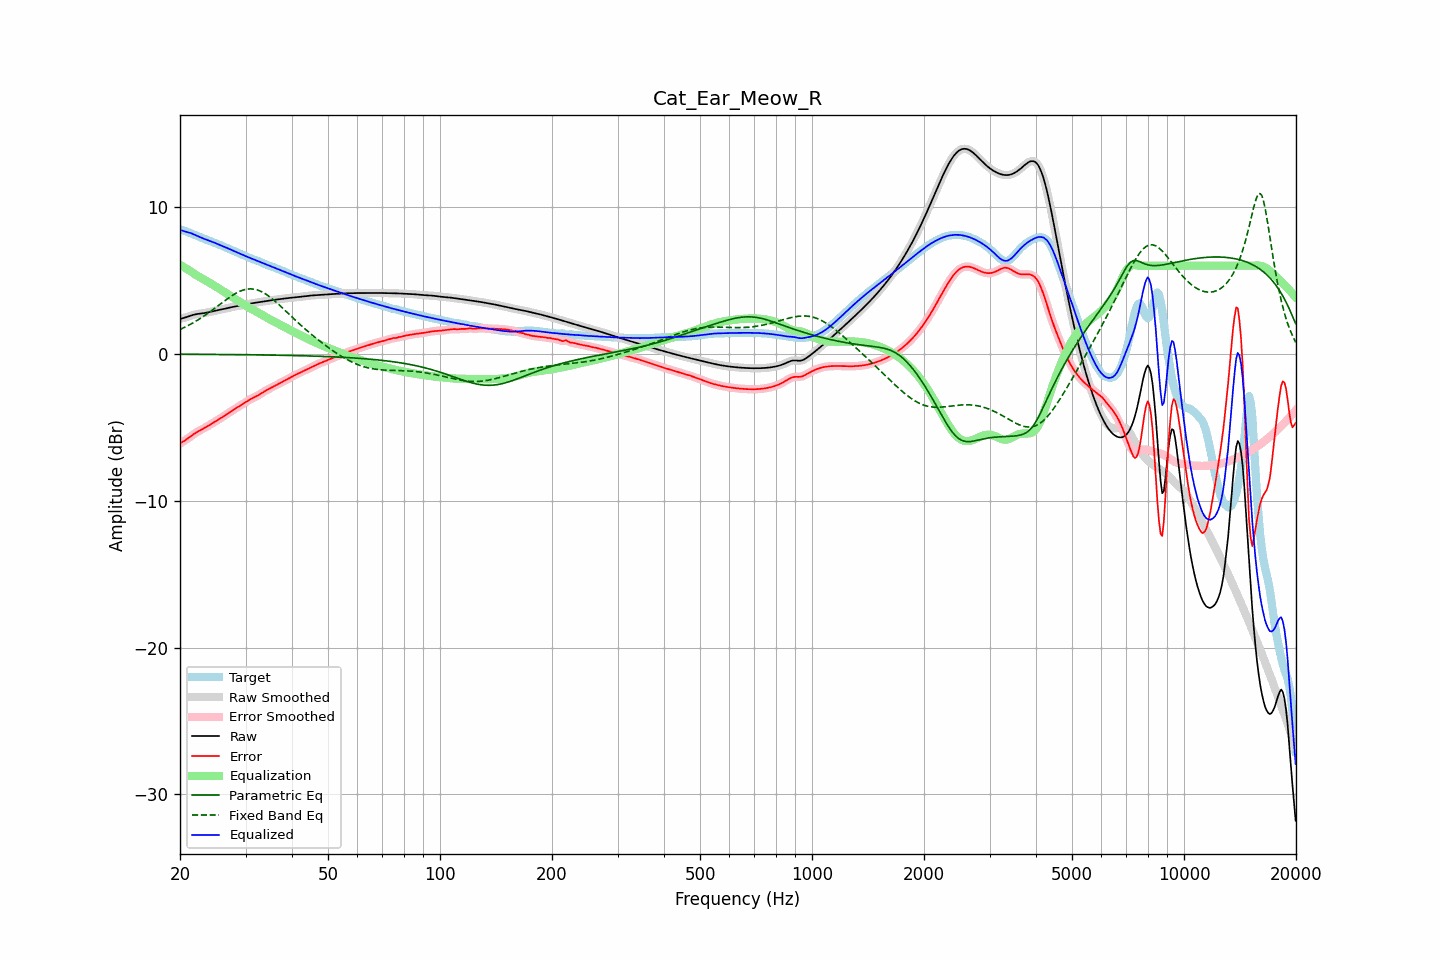 Cat_Ear_Meow_R
Amplitude (dBr)
10
0
−10
−20
−30
Target
Raw Smoothed
Error Smoothed
Raw
Error
Equalization
Parametric Eq
Fixed Band Eq
Equalized
20 50 100 200 500 1000 2000 5000 10000 20000
Frequency (Hz)